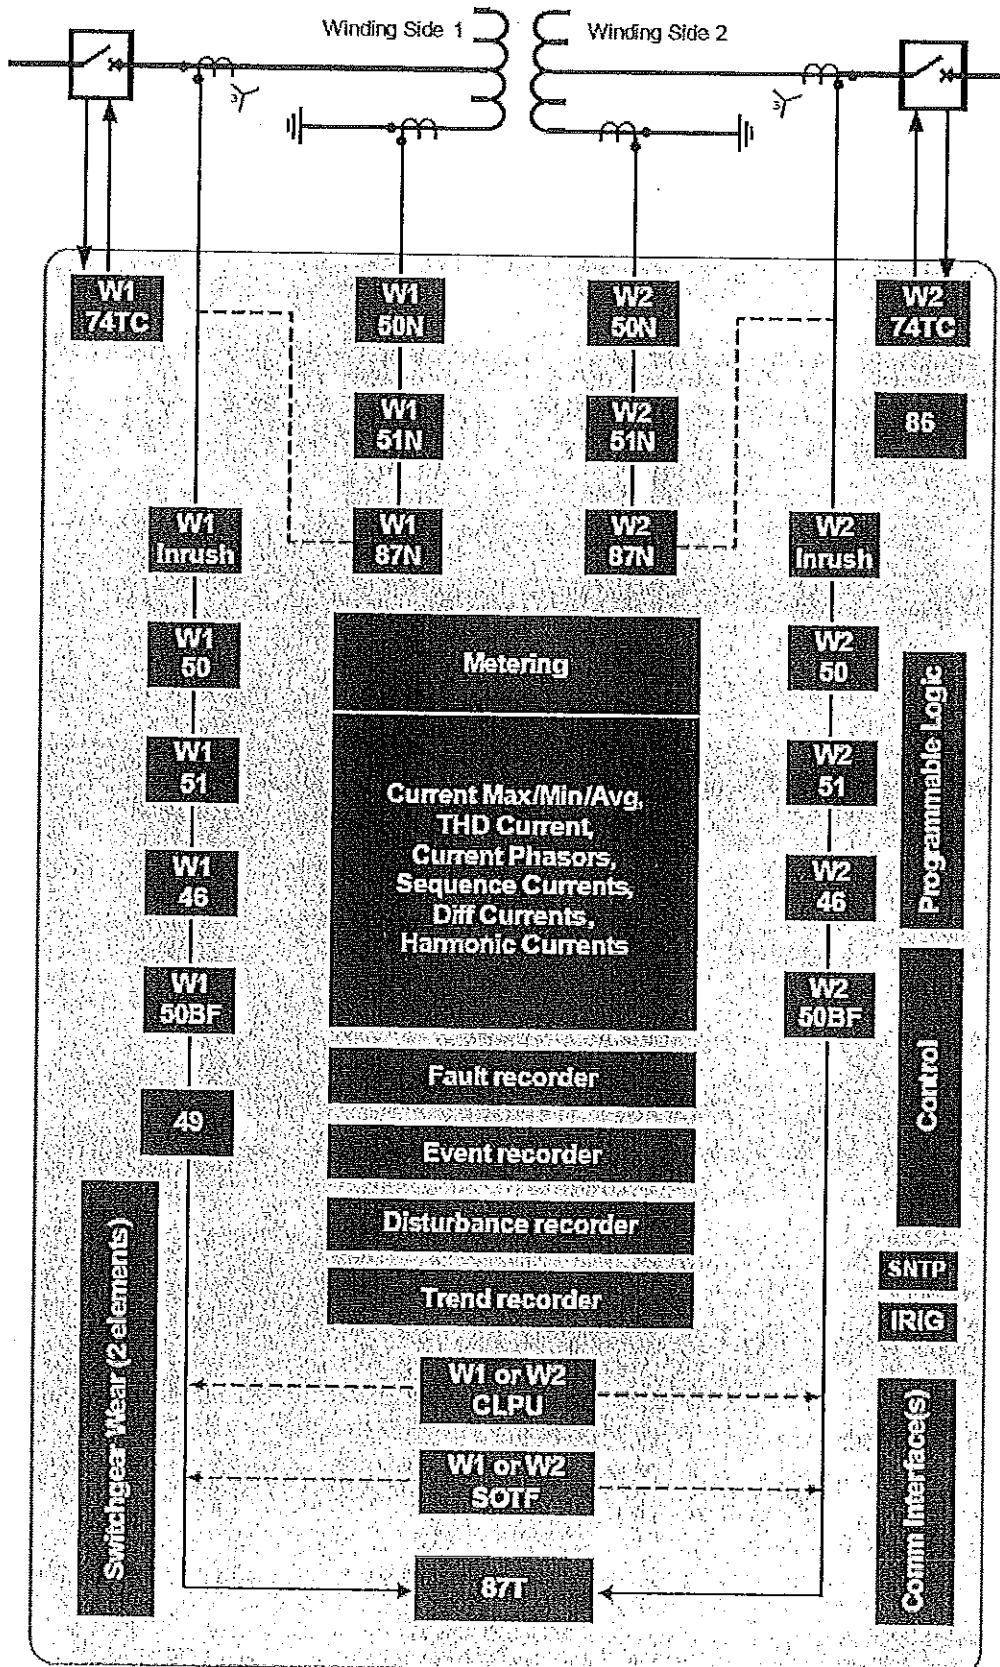 Winding Side 1
Winding Side 2
3
3
W1
74TC
W1
50N
W2
50N
W2
74TC
W1
51N
W2
51N
86
W1
Inrush
W1
87N
W2
87N
W2
Inrush
W1
50
Metering
W2
50
Programmable Logic
W1
51
Current Max/Min/Avg,
THD Current,
Current Phasors,
Sequence Currents,
Diff Currents,
Harmonic Currents
W2
51
W1
46
W2
46
W1
50BF
W2
50BF
Control
Fault recorder
49
Event recorder
Disturbance recorder
Trend recorder
Switchgear Wear (2 elements)
SNTP
IRIG
W1 or W2
CLPU
W1 or W2
SOTF
Comm Interface(s)
87T